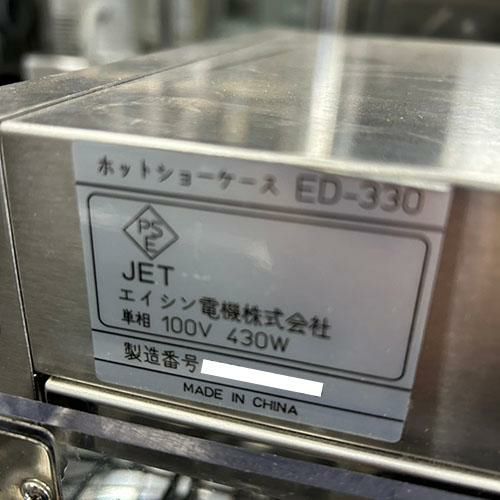 ホットショーケース ED-330
PSE
JET
エイシン電機株式会社
単相 100V 430W
製造番号
MADE IN CHINA